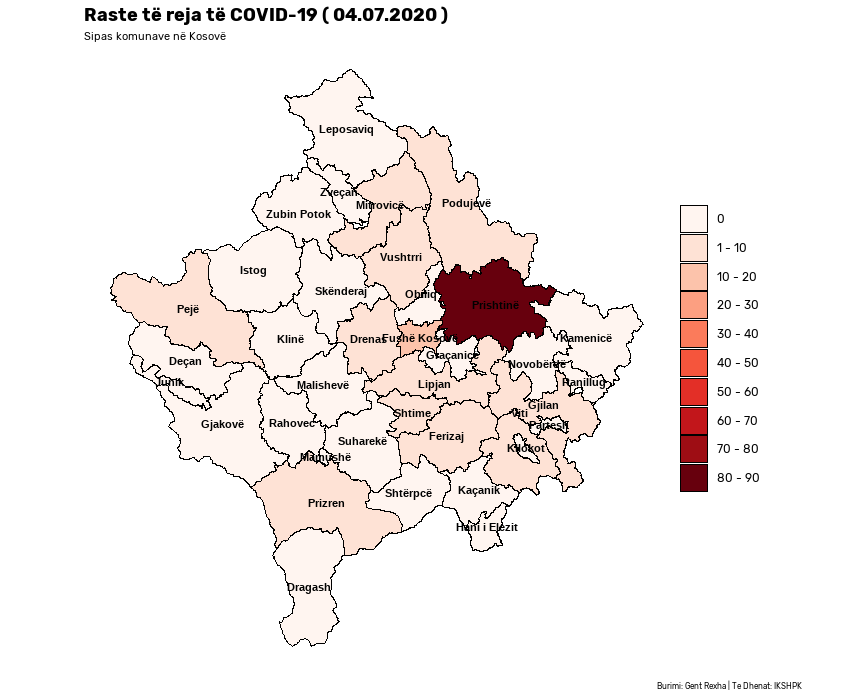 Raste të reja të COVID-19 ( 04.07.2020 )
Sipas komunave në Kosovë
Leposaviq
Zveçan
Mitrovicë
Podujevë
Zubin Potok
Vushtrri
Istog
Skënderaj
Obiliq
Prishtinë
Pejë
Klinë
Drenas
Fushë Kosovë
Kamenicë
Graçanicë
Deçan
Novobërdë
Junik
Malishevë
Lipjan
Ranillug
Gjilan
Shtime
Viti
Gjakovë
Rahovec
Partesh
Suharekë
Ferizaj
Kllokot
Mamushë
Shtërpcë
Kaçanik
Prizren
Hani i Elezit
Dragash
0
1 - 10
10 - 20
20 - 30
30 - 40
40 - 50
50 - 60
60 - 70
70 - 80
80 - 90
Burimi: Gent Rexha | Te Dhenat: IKSHPK